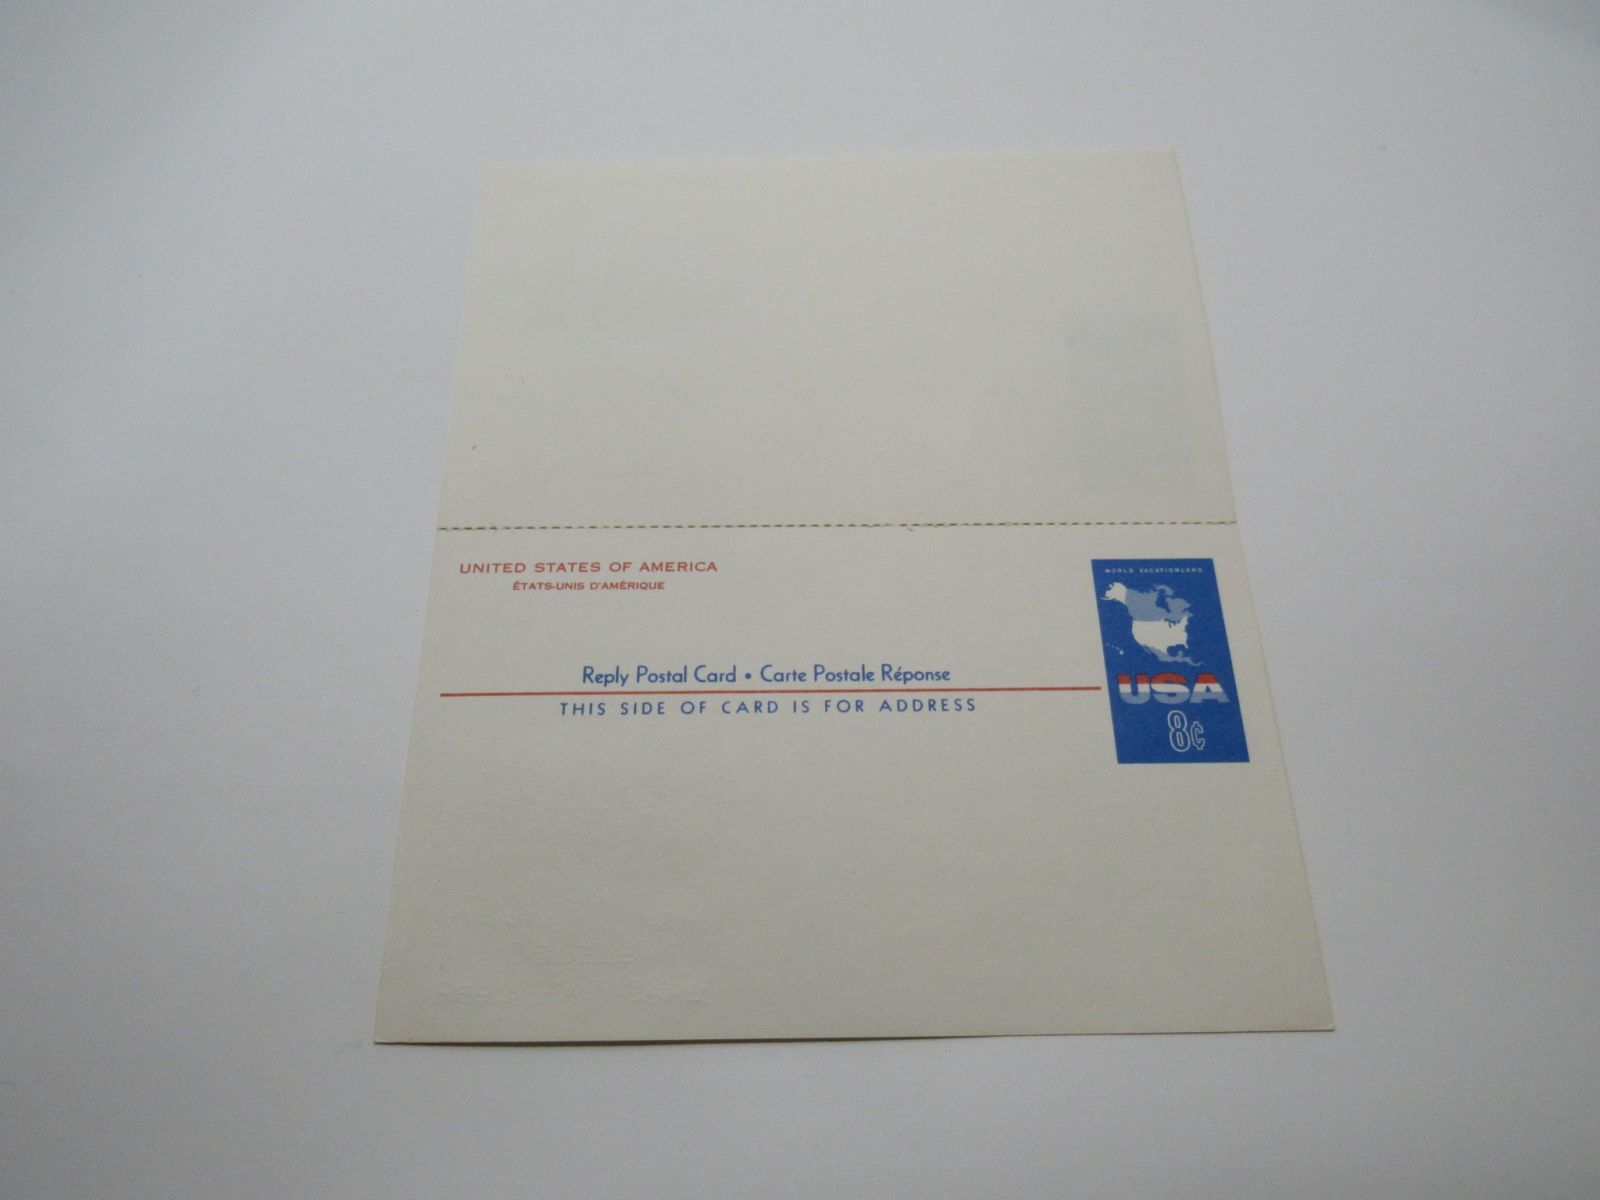 UNITED STATES OF AMERICA
ÉTATS-UNIS D'AMÉRIQUE
WORLD VACATIONLAND
Reply Postal Card • Carte Postale Réponse
THIS SIDE OF CARD IS FOR ADDRESS
USA
8¢